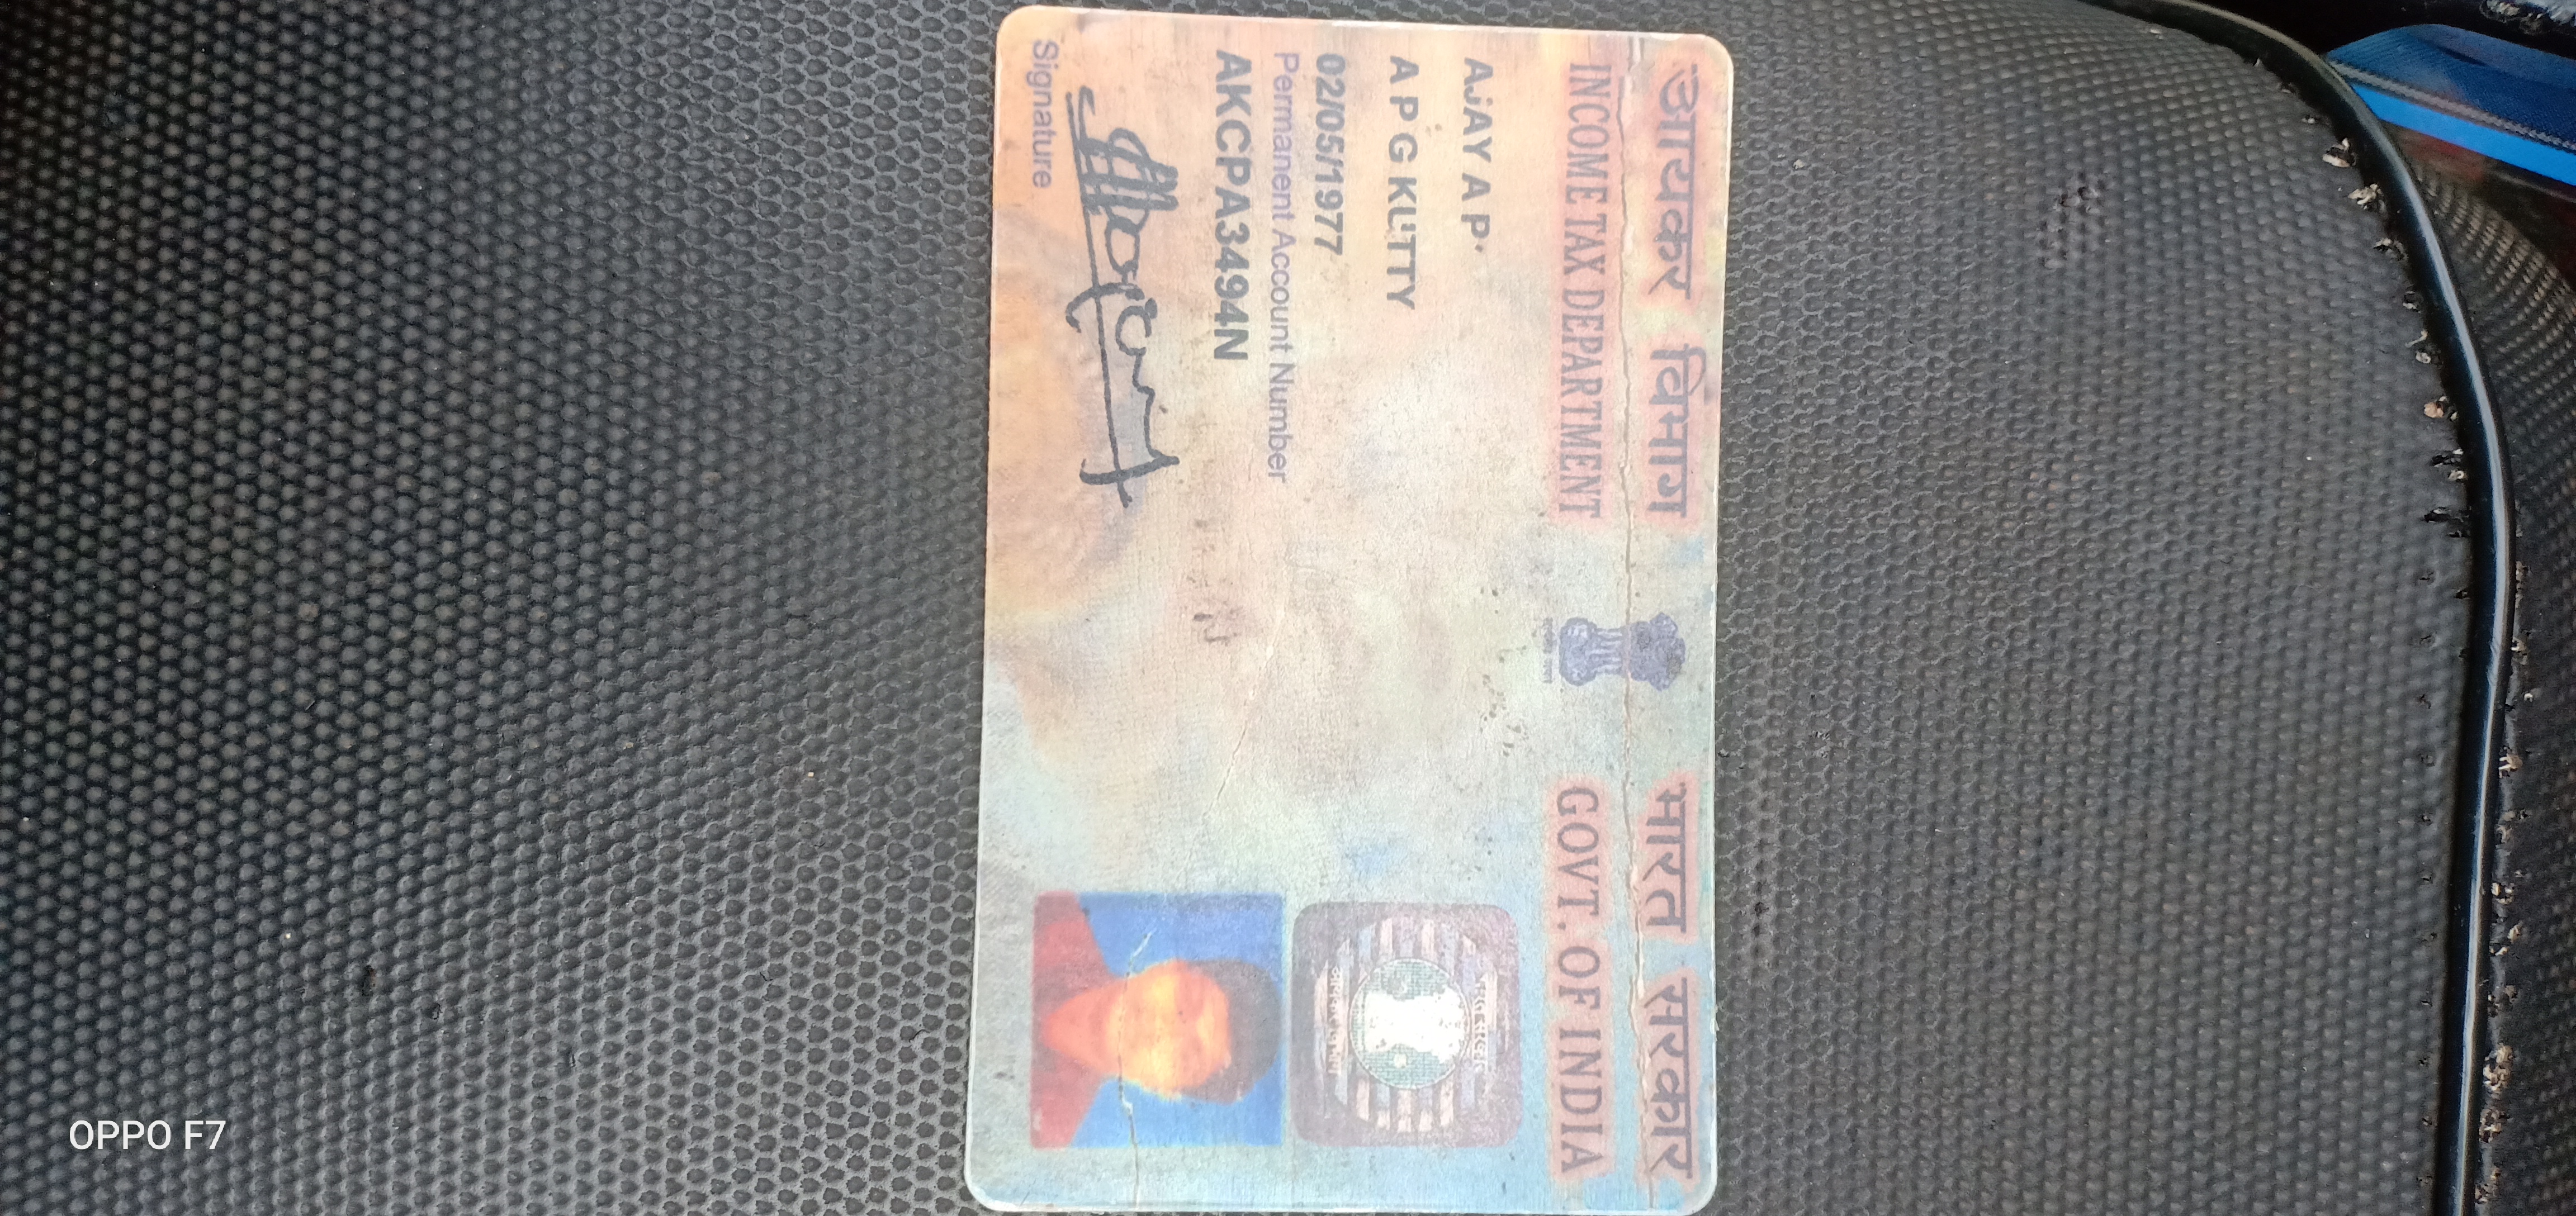 आयकर विभाग
INCOME TAX DEPARTMENT
भारत सरकार
GOVT. OF INDIA
AJAY A P
A P G KUTTY
02/05/1977
Permanent Account Number
AKCPA3494N
Signature
OPPO F7